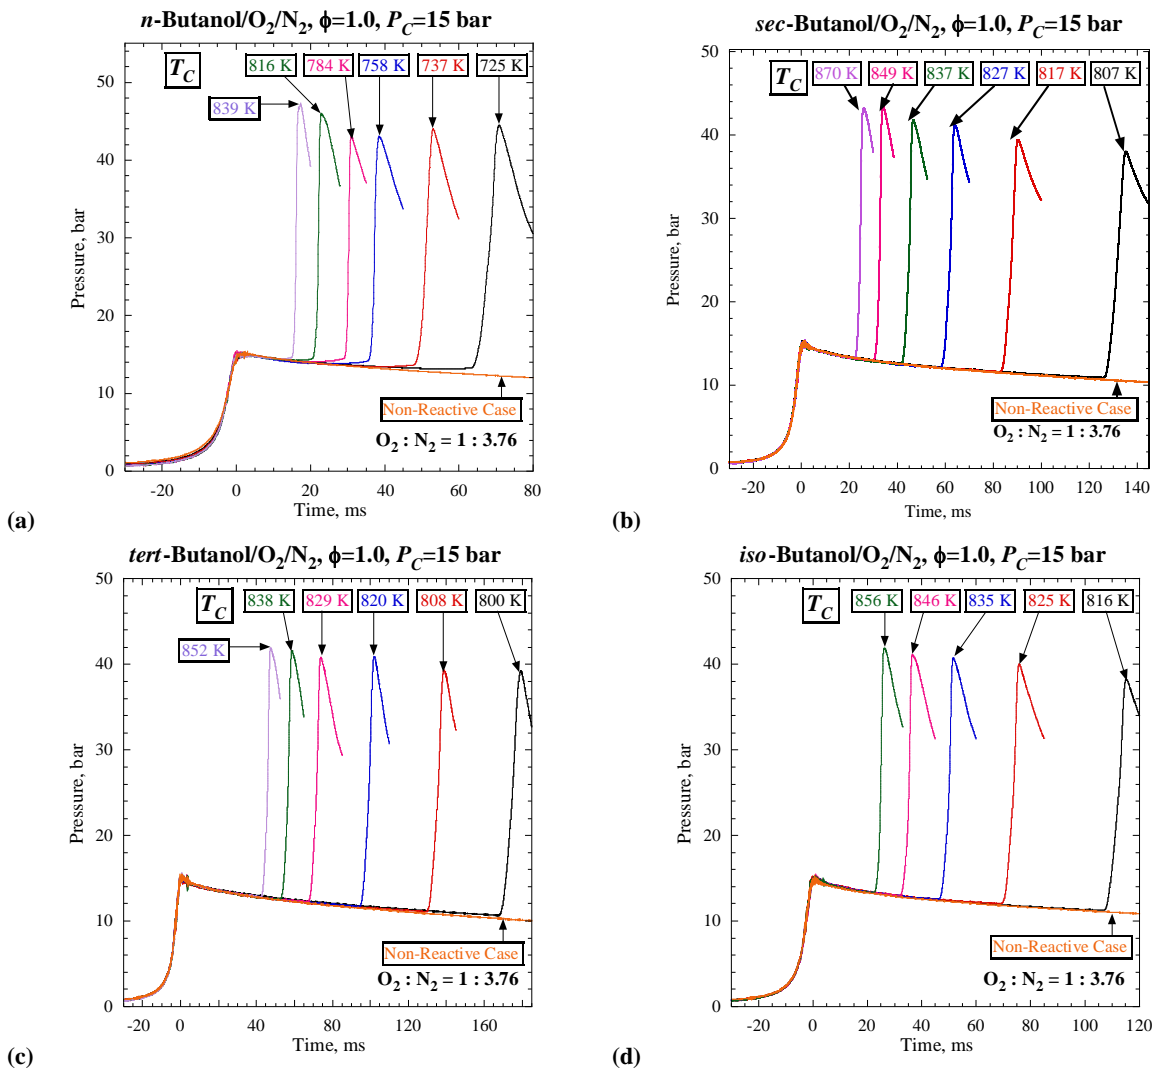 n-Butanol/O2/N2, ϕ=1.0, PC=15 bar
50
40
30
20
10
0
Pressure, bar
TC
816 K 784 K 758 K 737 K 725 K
839 K
Non-Reactive Case
O2 : N2 = 1 : 3.76
-20 0 20 40 60 80
Time, ms
(a)
sec-Butanol/O2/N2, ϕ=1.0, PC=15 bar
50
40
30
20
10
0
Pressure, bar
TC 870 K 849 K 837 K 827 K 817 K 807 K
Non-Reactive Case
O2 : N2 = 1 : 3.76
-20 0 20 40 60 80 100 120 140
Time, ms
(b)
tert-Butanol/O2/N2, ϕ=1.0, PC=15 bar
50
40
30
20
10
0
Pressure, bar
TC 838 K 829 K 820 K 808 K 800 K
852 K
Non-Reactive Case
O2 : N2 = 1 : 3.76
-20 0 40 80 120 160
Time, ms
(c)
iso-Butanol/O2/N2, ϕ=1.0, PC=15 bar
50
40
30
20
10
0
Pressure, bar
TC 856 K 846 K 835 K 825 K 816 K
Non-Reactive Case
O2 : N2 = 1 : 3.76
-20 0 20 40 60 80 100 120
Time, ms
(d)